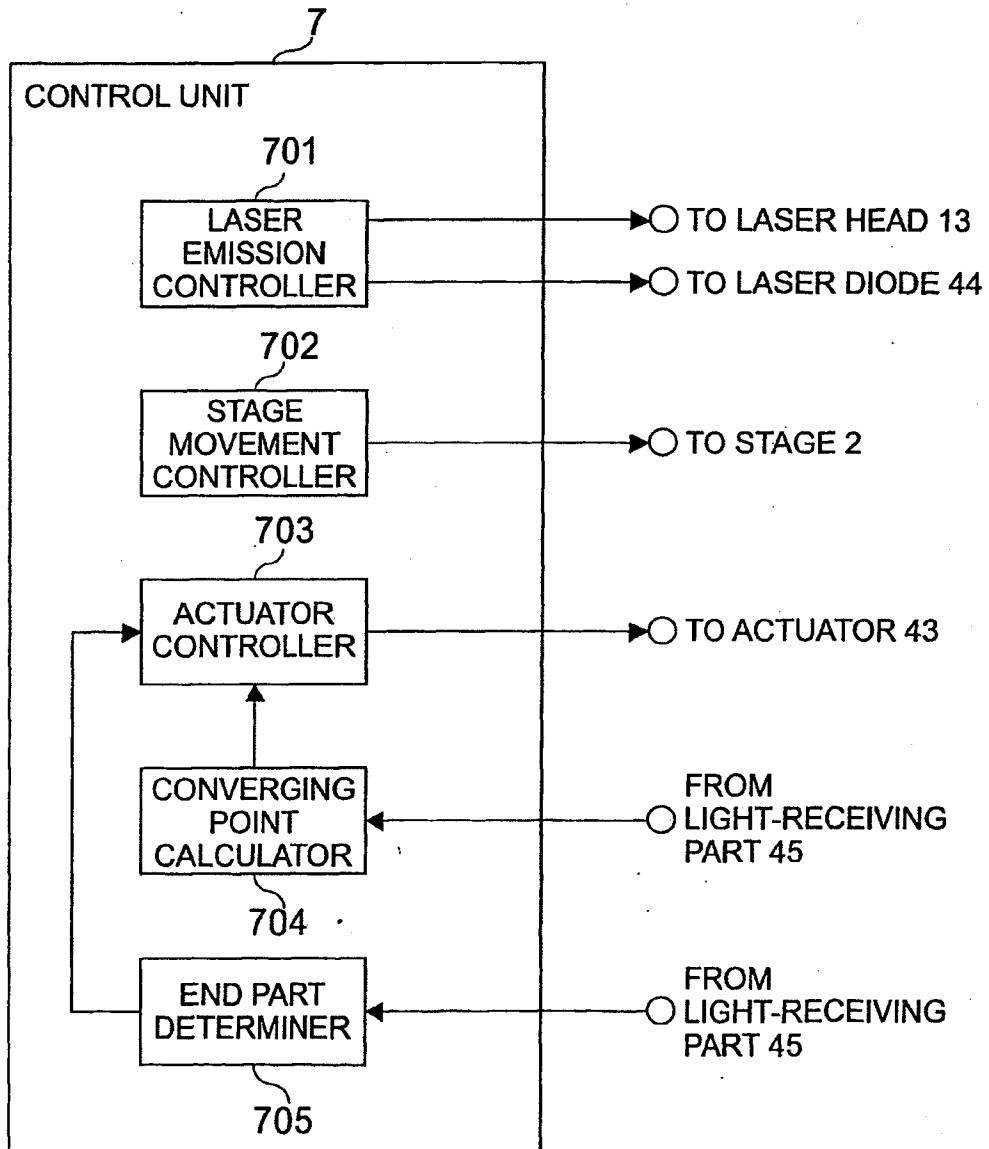 7
CONTROL UNIT
701
LASER
EMISSION
CONTROLLER
TO LASER HEAD 13
TO LASER DIODE 44
702
STAGE
MOVEMENT
CONTROLLER
TO STAGE 2
703
ACTUATOR
CONTROLLER
TO ACTUATOR 43
CONVERGING
POINT
CALCULATOR
704
FROM
LIGHT-RECEIVING
PART 45
END PART
DETERMINER
705
FROM
LIGHT-RECEIVING
PART 45